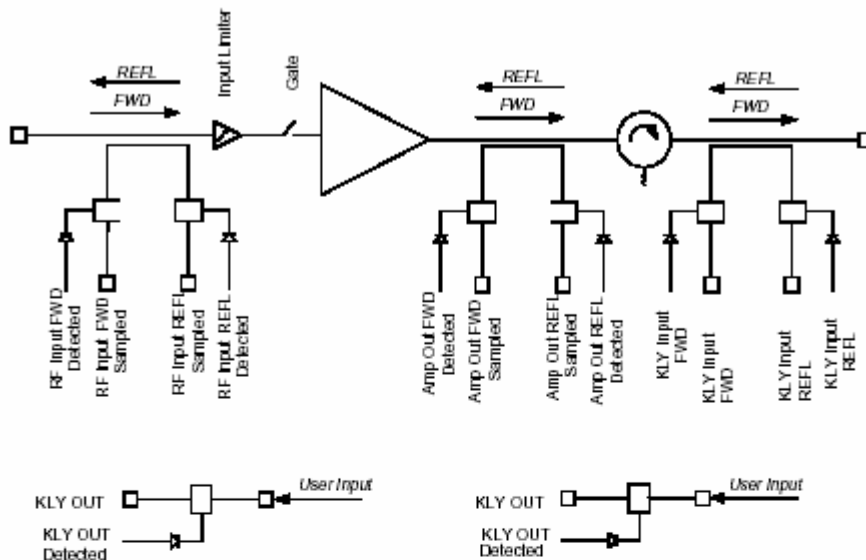 REFL
FWD
Input Limiter
Gate
REFL
FWD
REFL
FWD
RF Input FWD
Detected
RF Input FWD
Sampled
RF Input REFL
Sampled
RF Input REFL
Detected
Amp Out FWD
Detected
Amp Out FWD
Sampled
Amp Out REFL
Sampled
Amp Out REFL
Detected
KLY Input
FWD
KLY Input
FWD
KLY Input
REFL
KLY Input
REFL
KLY OUT
User Input
KLY OUT
Detected
KLY OUT
User Input
KLY OUT
Detected